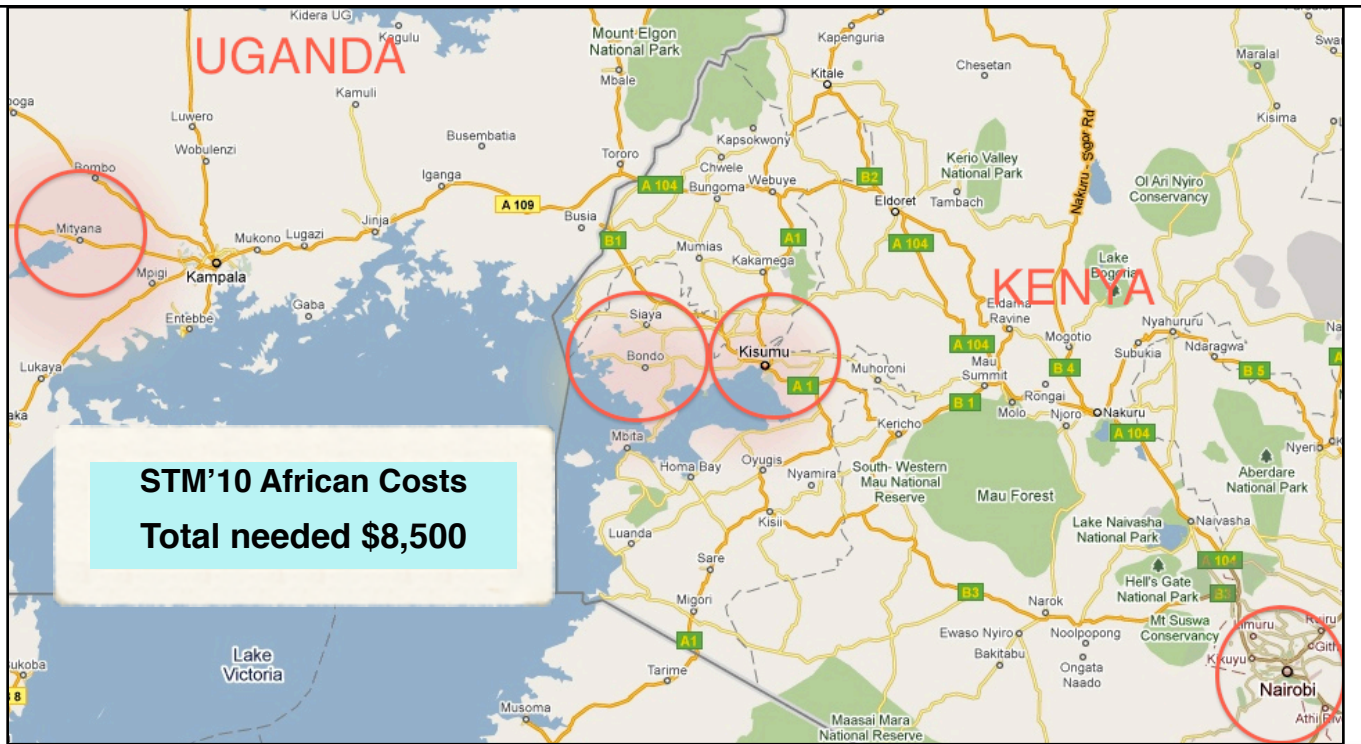 Kidera UG
Kagulu
UGANDA
Mount Elgon
National Park
Mbale
Kapenguria
Kitale
Chesetan
Maralal
Kisima
Kamuli
Luwero
Wobulenzi
Busembatia
Tororo
Kapsokwony
Chwele
Webuye
Bungoma
A 104
B2
Kerio Valley
National Park
Nakuru - Sigor Rd
Ol Ari Nyiro
Conservancy
Bombo
Iganga
A 109
Eldoret
Tambach
Mityana
Jinja
Mukono
Lugazi
Busia
B1
Mumias
A1
A 104
Kakamega
Kampala
Mpigi
Gaba
Entebbe
Lake
Bogoria
KENYA
Eldama
Ravine
Siaya
Bondo
Kisumu
Mogotio
Nyahururu
Subukia
Ndaragwa
A 104
Mau
Summit
B 4
B 5
Lukaya
A 1
Muhoroni
B 1
Rongai
Molo
Njoro
Nakuru
A 104
Mbita
Kericho
Homa Bay
Oyugis
Nyamira
South- Western
Mau National
Reserve
Mau Forest
Aberdare
National Park
STM’10 African Costs
Total needed $8,500
Kisii
Luanda
Lake Naivasha
National Park
Naivasha
Sare
A 104
Hell's Gate
National Park
B3
Migori
B3
Narok
Mt Suswa
Conservancy
A1
Ewaso Nyiro
Noolpopong
Bakitabu
Ongata
Naado
Kikuyu
Nairobi
Lake
Victoria
Tarime
Musoma
Maasai Mara
National Reserve